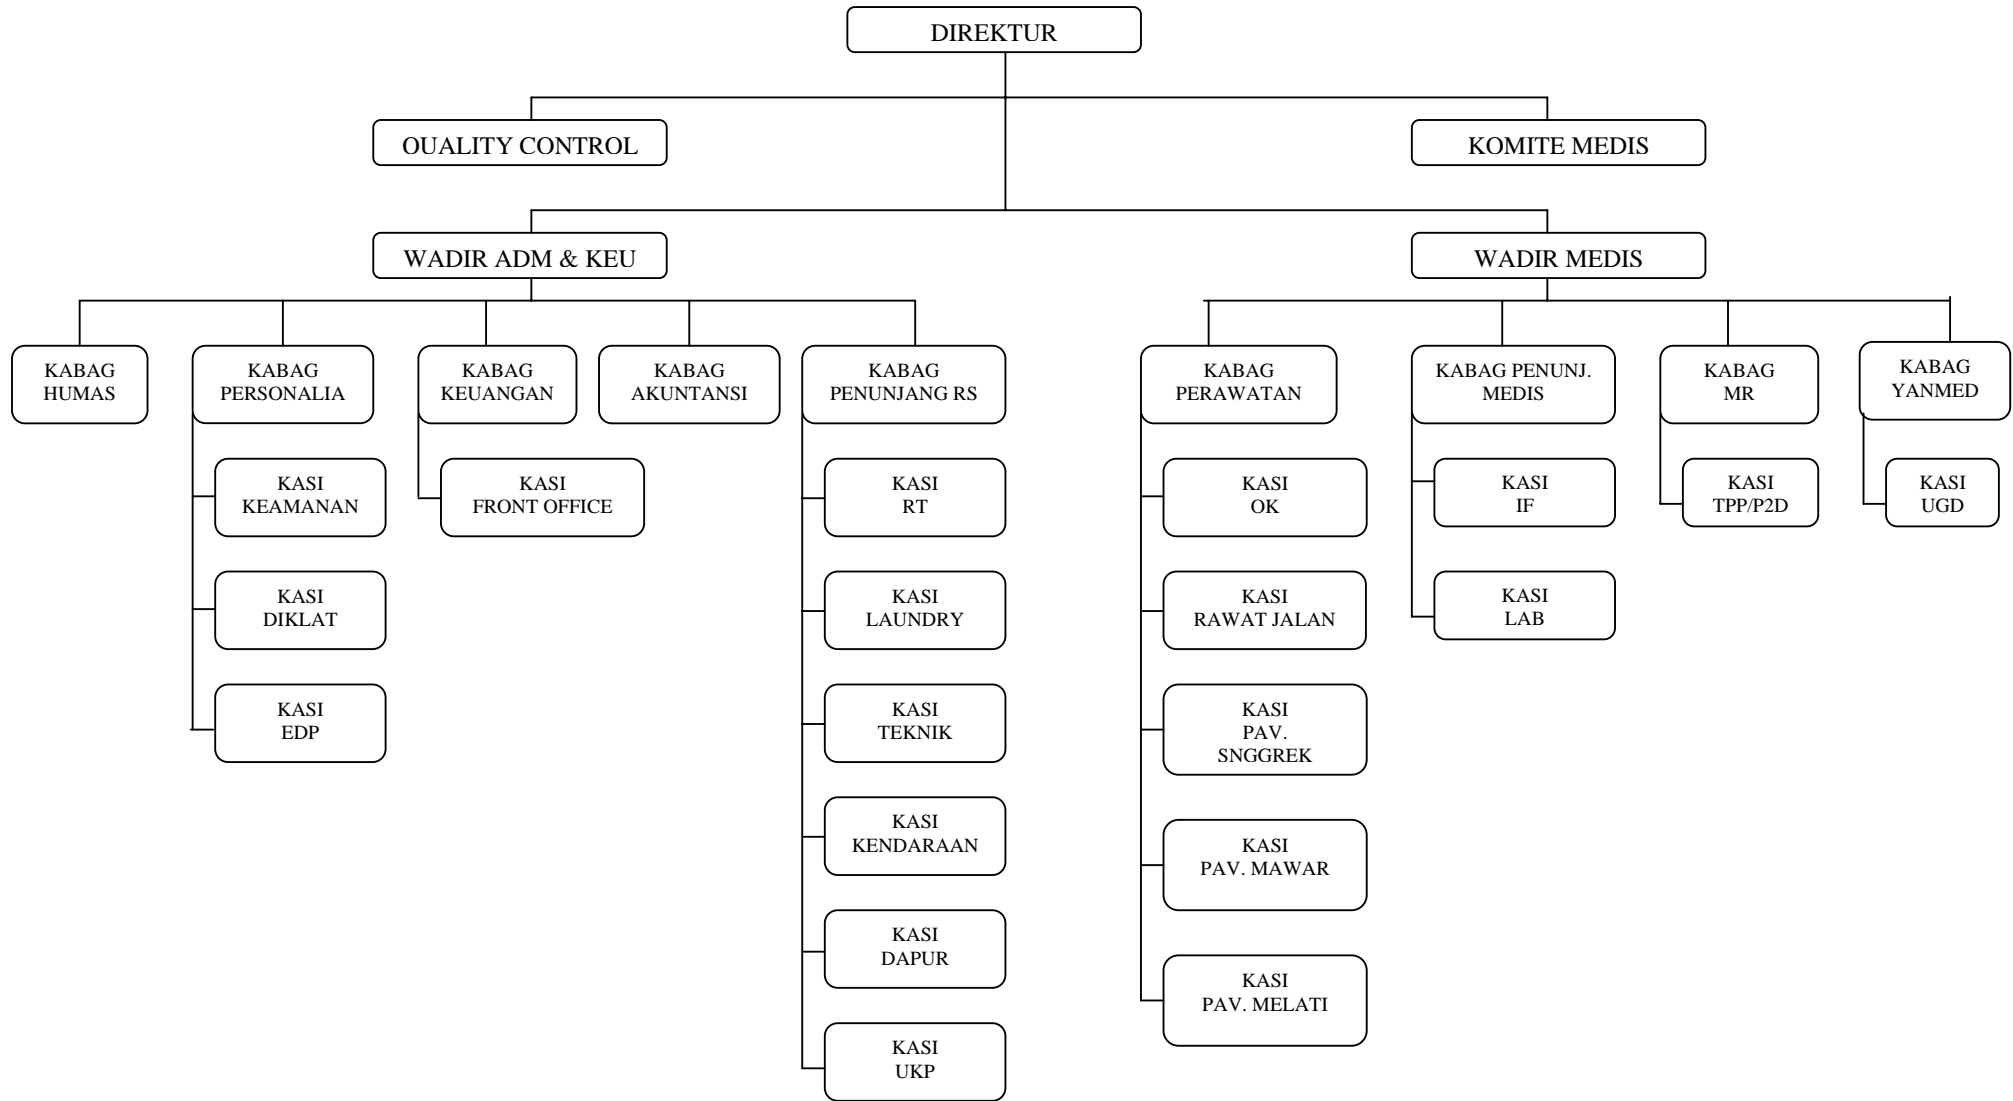 DIREKTUR
OUALITY CONTROL
KOMITE MEDIS
WADIR ADM & KEU
WADIR MEDIS
KABAG
HUMAS
KABAG
PERSONALIA
KABAG
KEUANGAN
KABAG
AKUNTANSI
KABAG
PENUNJANG RS
KABAG
PERAWATAN
KABAG PENUNJ.
MEDIS
KABAG
MR
KABAG
YANMED
KASI
KEAMANAN
KASI
FRONT OFFICE
KASI
RT
KASI
OK
KASI
IF
KASI
TPP/P2D
KASI
UGD
KASI
DIKLAT
KASI
LAUNDRY
KASI
RAWAT JALAN
KASI
LAB
KASI
EDP
KASI
TEKNIK
KASI
PAV.
SNGGREK
KASI
KENDARAAN
KASI
PAV. MAWAR
KASI
DAPUR
KASI
PAV. MELATI
KASI
UKP